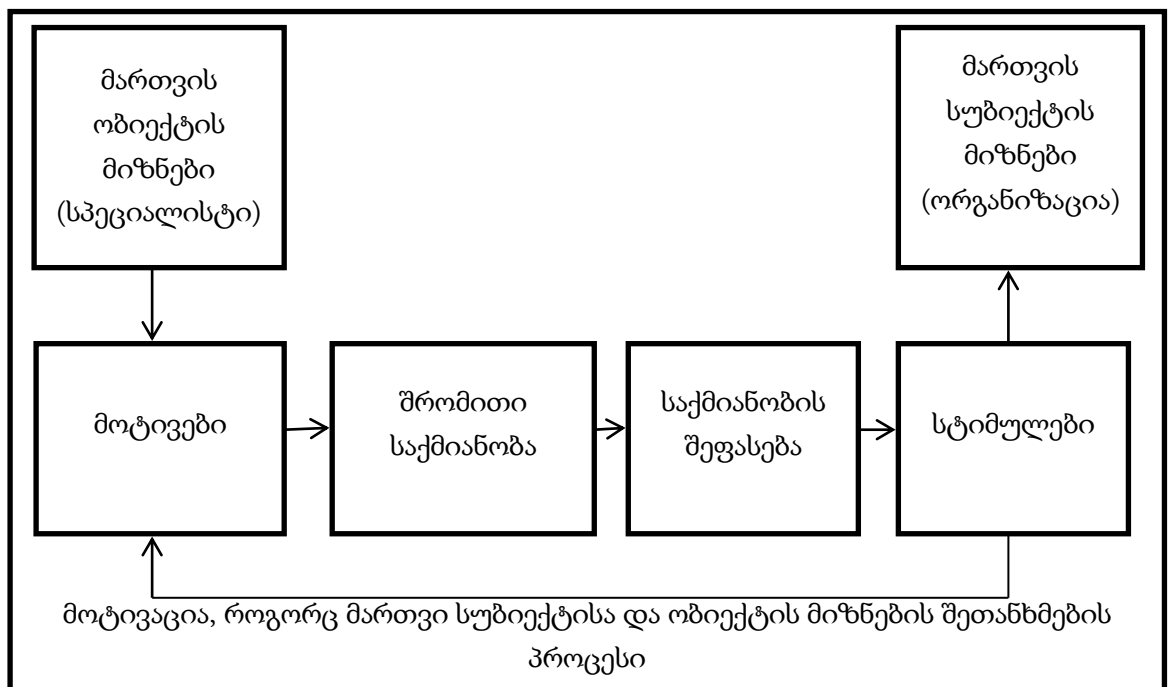 მართვის
ობიექტის
მიზნები
(სპეციალისტი)
მართვის
სუბიექტის
მიზნები
(ორგანიზაცია)
მოტივები
შრომითი
საქმიანობა
საქმიანობის
შეფასება
სტიმულები
მოტივაცია, როგორც მართვი სუბიექტისა და ობიექტის მიზნების შეთანხმების
პროცესი